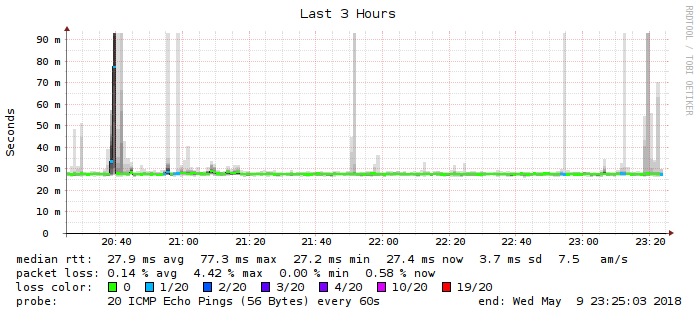 Last 3 Hours
RRDTOOL / TOBI OETIKER
Seconds
90 m
80 m
70 m
60 m
50 m
40 m
30 m
20 m
10 m
0
20:40 21:00 21:20 21:40 22:00 22:20 22:40 23:00 23:20
median rtt: 27.9 ms avg 77.3 ms max 27.2 ms min 27.4 ms now 3.7 ms sd 7.5 am/s
packet loss: 0.14 % avg 4.42 % max 0.00 % min 0.58 % now
loss color: 0 1/20 2/20 3/20 4/20 10/20 19/20
probe: 20 ICMP Echo Pings (56 Bytes) every 60s end: Wed May 9 23:25:03 2018